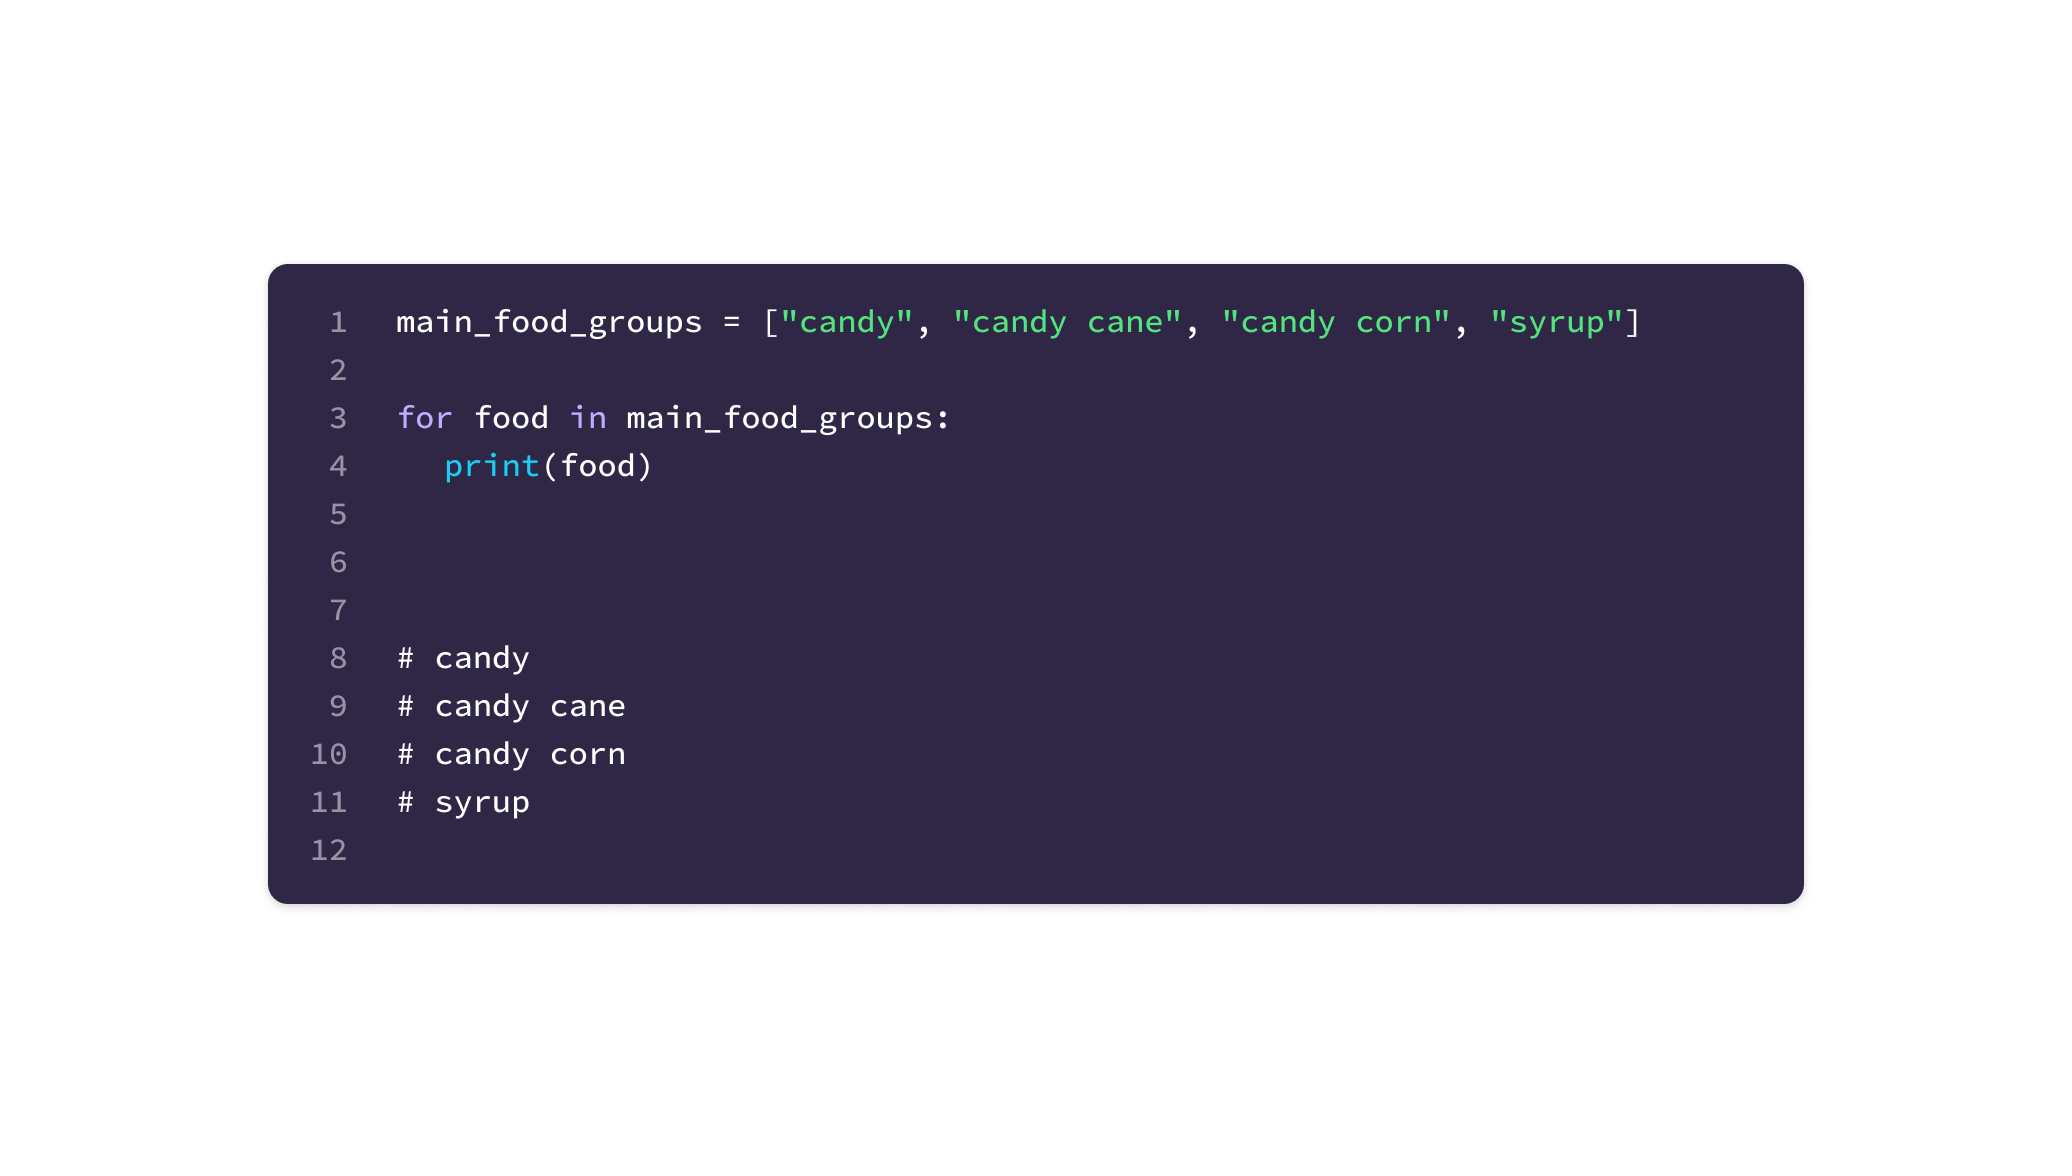 1 main_food_groups = ["candy", "candy cane", "candy corn", "syrup"]
2
3 for food in main_food_groups:
4 print(food)
5
6
7
8 # candy
9 # candy cane
10 # candy corn
11 # syrup
12